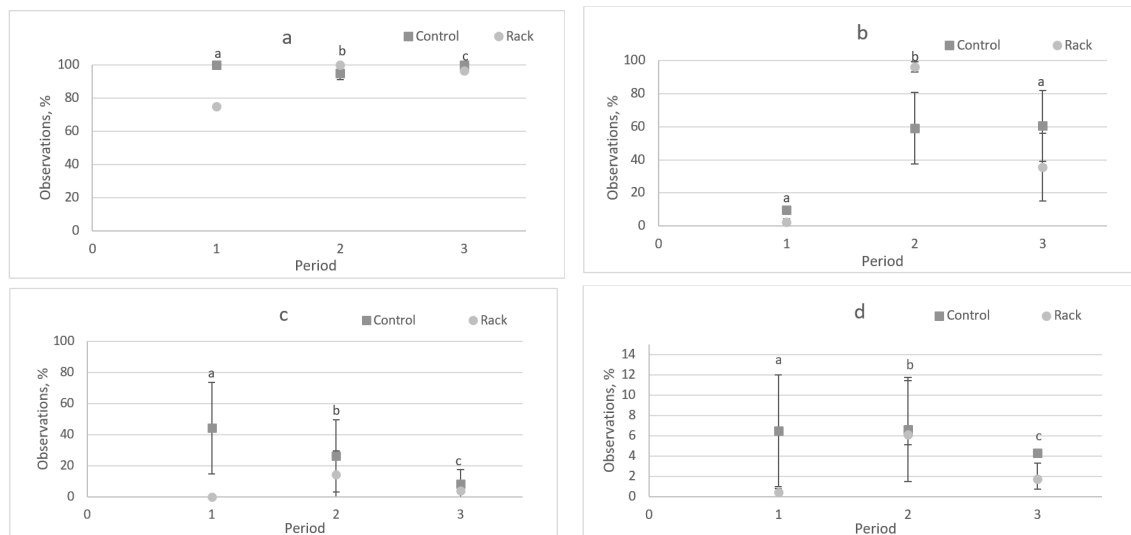 a
Control Rack
Observations, %
100
80
60
40
20
0
a b c
0 1 2 3
Period
b
Control Rack
Observations, %
100
80
60
40
20
0
a b a
0 1 2 3
Period
c
Control Rack
Observations, %
100
80
60
40
20
0
a b c
0 1 2 3
Period
d
Control Rack
Observations, %
14
12
10
8
6
4
2
0
a b c
0 1 2 3
Period